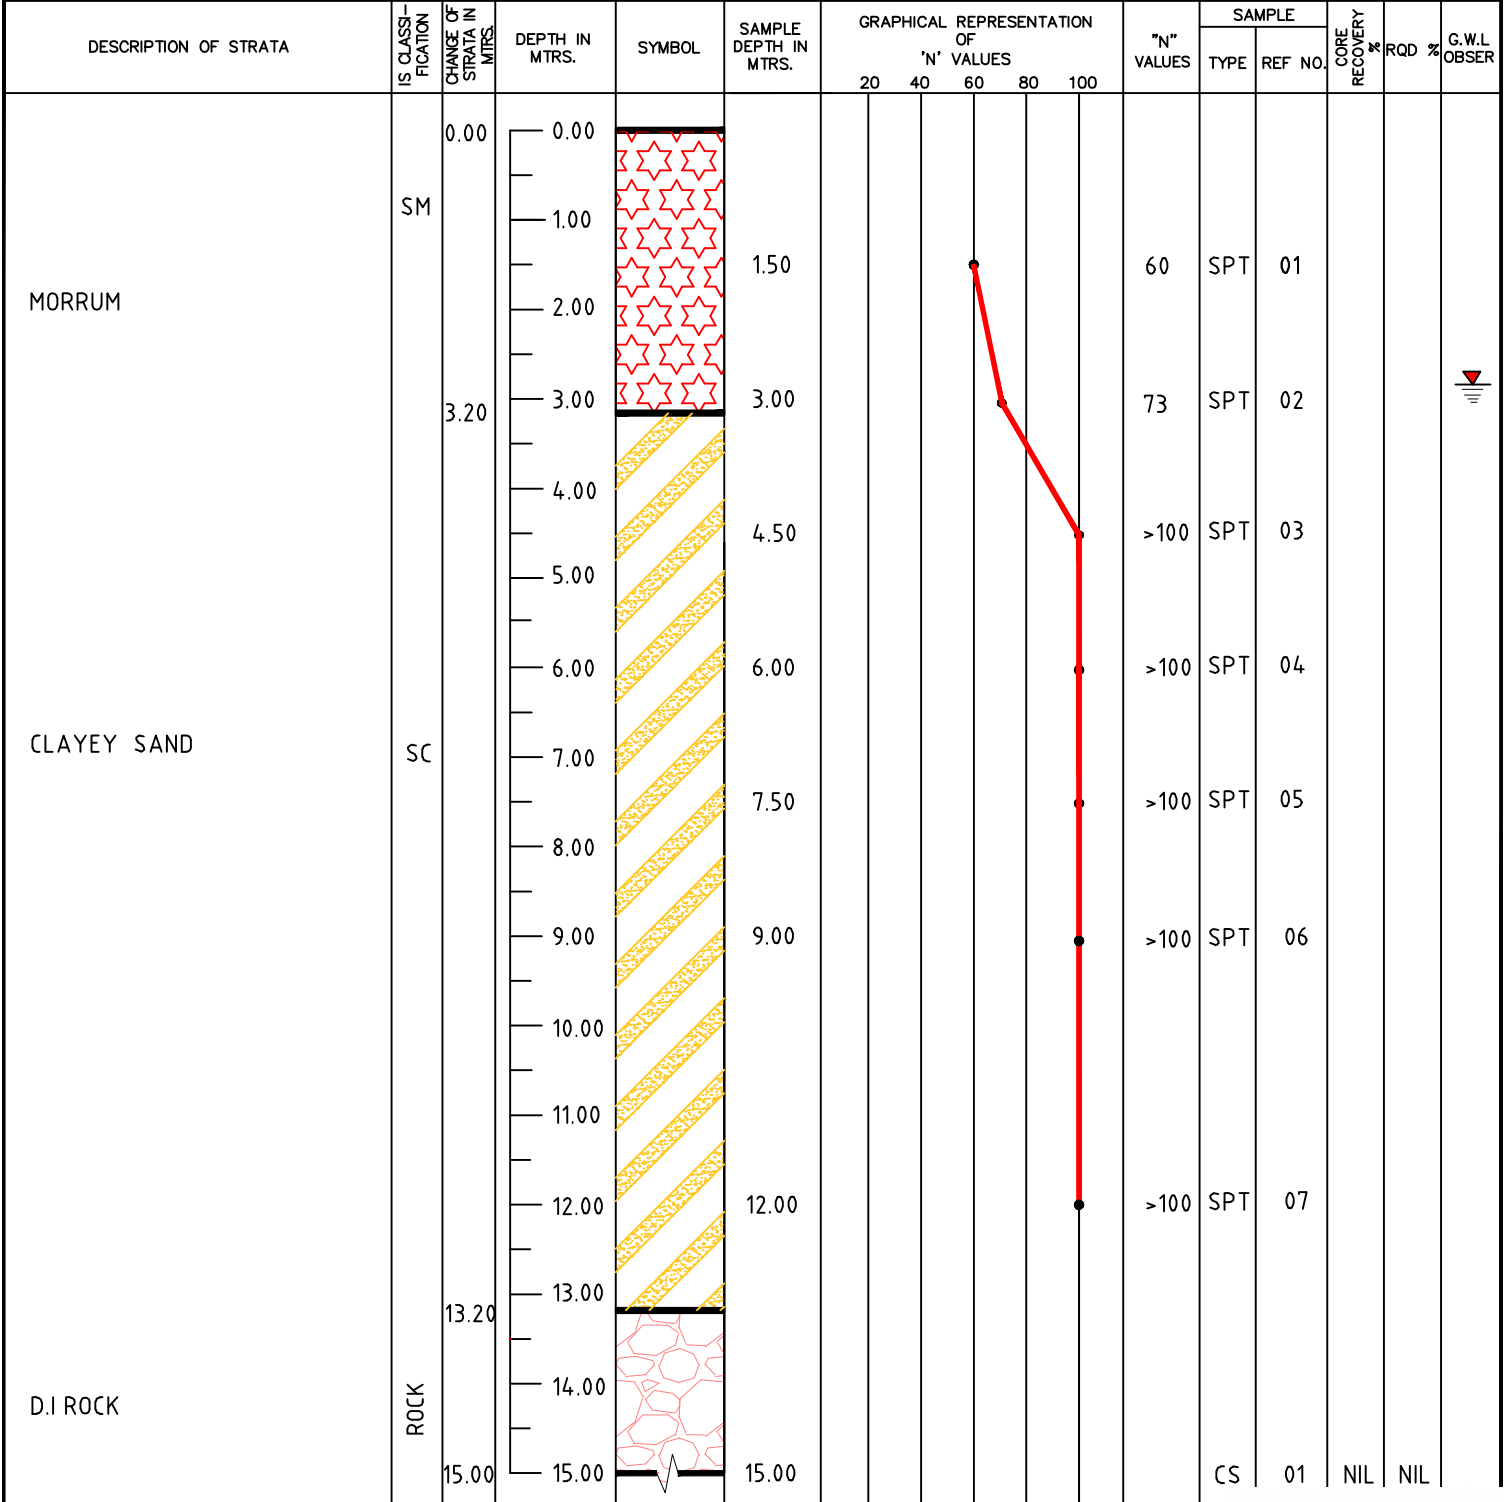 DESCRIPTION OF STRATA
IS CLASSI-
FICATION
CHANGE OF
STRATA IN
MTRS.
DEPTH IN
MTRS.
SYMBOL
SAMPLE
DEPTH IN
MTRS.
GRAPHICAL REPRESENTATION
OF
'N' VALUES
20 40 60 80 100
"N"
VALUES
SAMPLE
TYPE REF NO.
CORE
RECOVERY
%
RQD %
G.W.L
OBSER
0.00 0.00
SM
1.00
1.50 60 SPT 01
MORRUM
2.00
3.00 3.00 73 SPT 02
3.20
4.00
4.50 >100 SPT 03
5.00
6.00 6.00 >100 SPT 04
CLAYEY SAND SC
7.00
7.50 >100 SPT 05
8.00
9.00 9.00 >100 SPT 06
10.00
11.00
12.00 12.00 >100 SPT 07
13.00
13.20
14.00
D.I ROCK ROCK
15.00 15.00 15.00 CS 01 NIL NIL